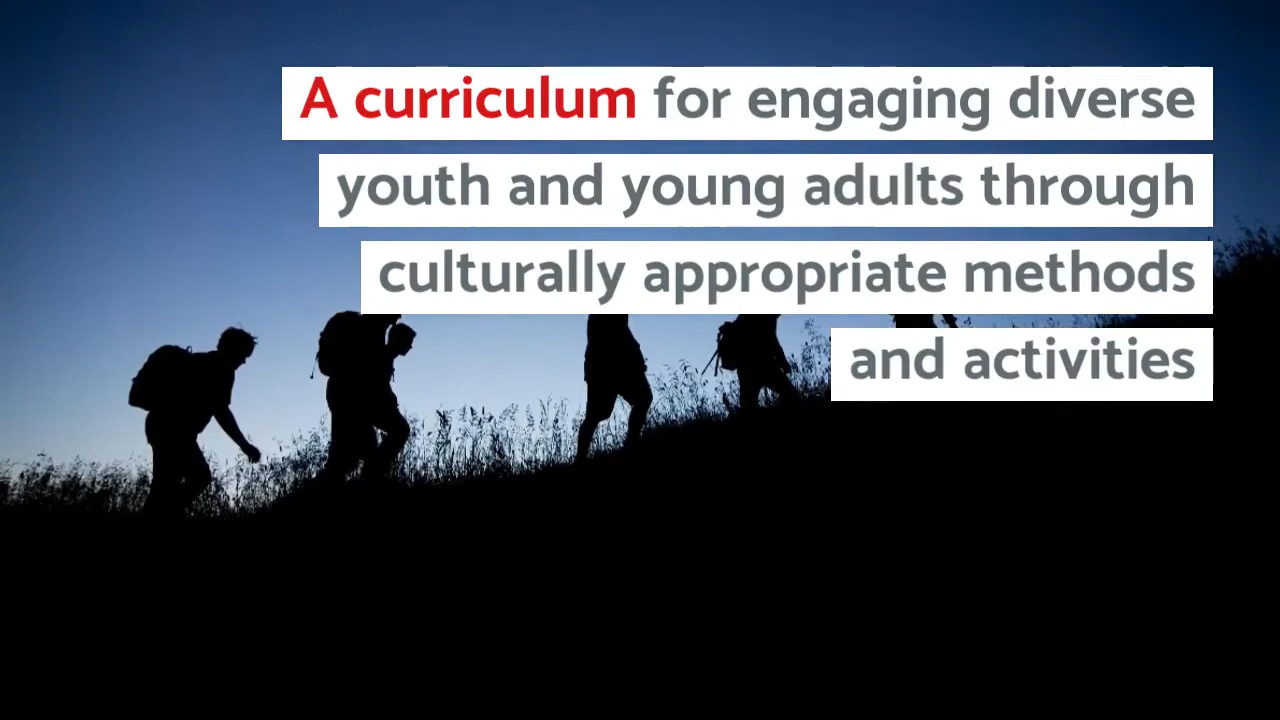 A curriculum for engaging diverse
youth and young adults through
culturally appropriate methods
and activities